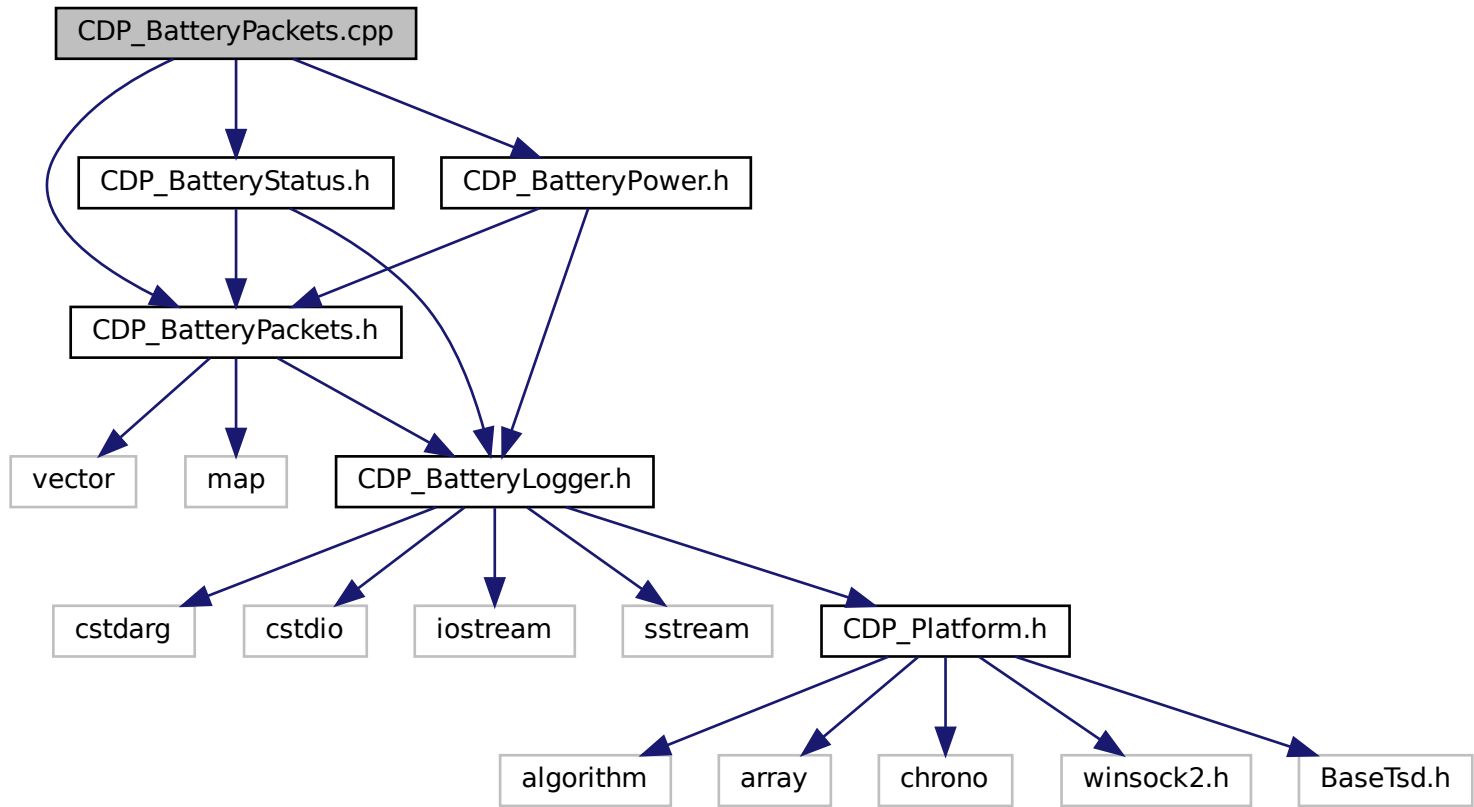 CDP_BatteryPackets.cpp
CDP_BatteryStatus.h
CDP_BatteryPower.h
CDP_BatteryPackets.h
vector
map
CDP_BatteryLogger.h
cstdarg
cstdio
iostream
sstream
CDP_Platform.h
algorithm
array
chrono
winsock2.h
BaseTsd.h